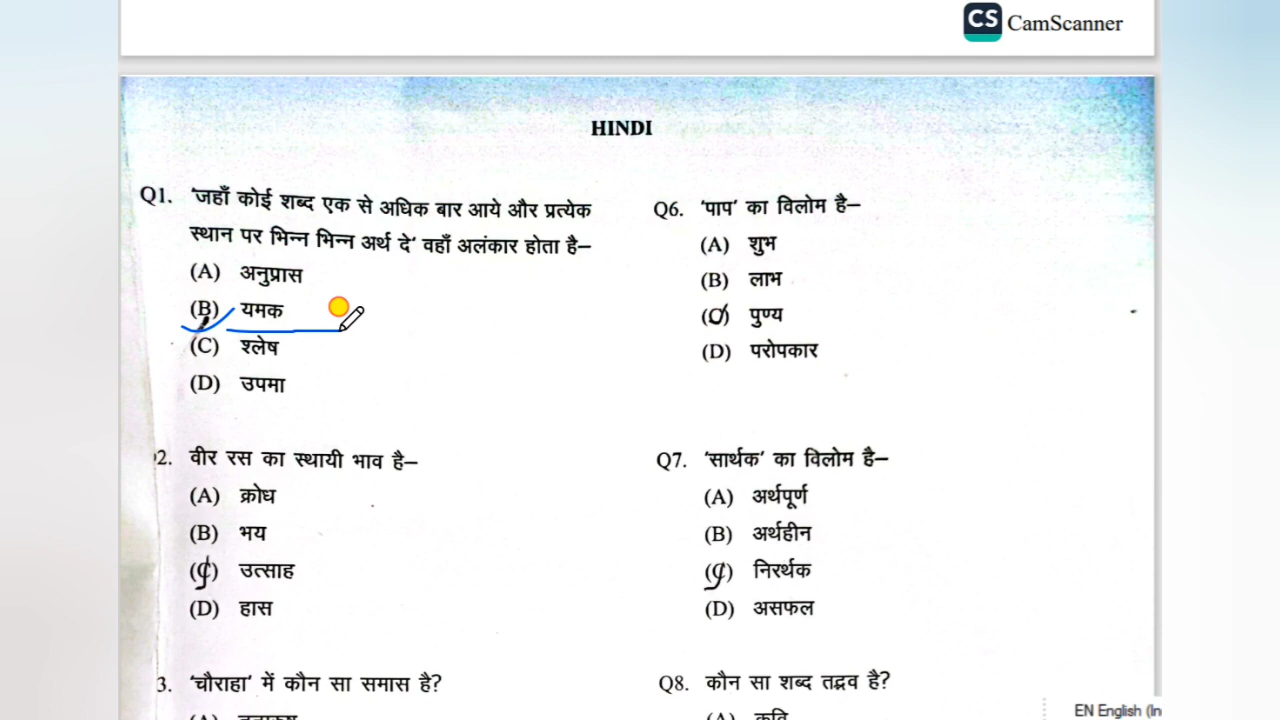 CS CamScanner
HINDI
Q1. 'जहाँ कोई शब्द एक से अधिक बार आये और प्रत्येक
स्थान पर भिन्न भिन्न अर्थ दे' वहाँ अलंकार होता है–
(A) अनुप्रास
(B) यमक
(C) श्लेष
(D) उपमा
2. वीर रस का स्थायी भाव है–
(A) क्रोध
(B) भय
(C) उत्साह
(D) हास
3. 'चौराहा' में कौन सा समास है?
Q6. 'पाप' का विलोम है–
(A) शुभ
(B) लाभ
(C) पुण्य
(D) परोपकार
Q7. 'सार्थक' का विलोम है–
(A) अर्थपूर्ण
(B) अर्थहीन
(C) निरर्थक
(D) असफल
Q8. कौन सा शब्द तद्भव है?
(A) कवि
EN English (In